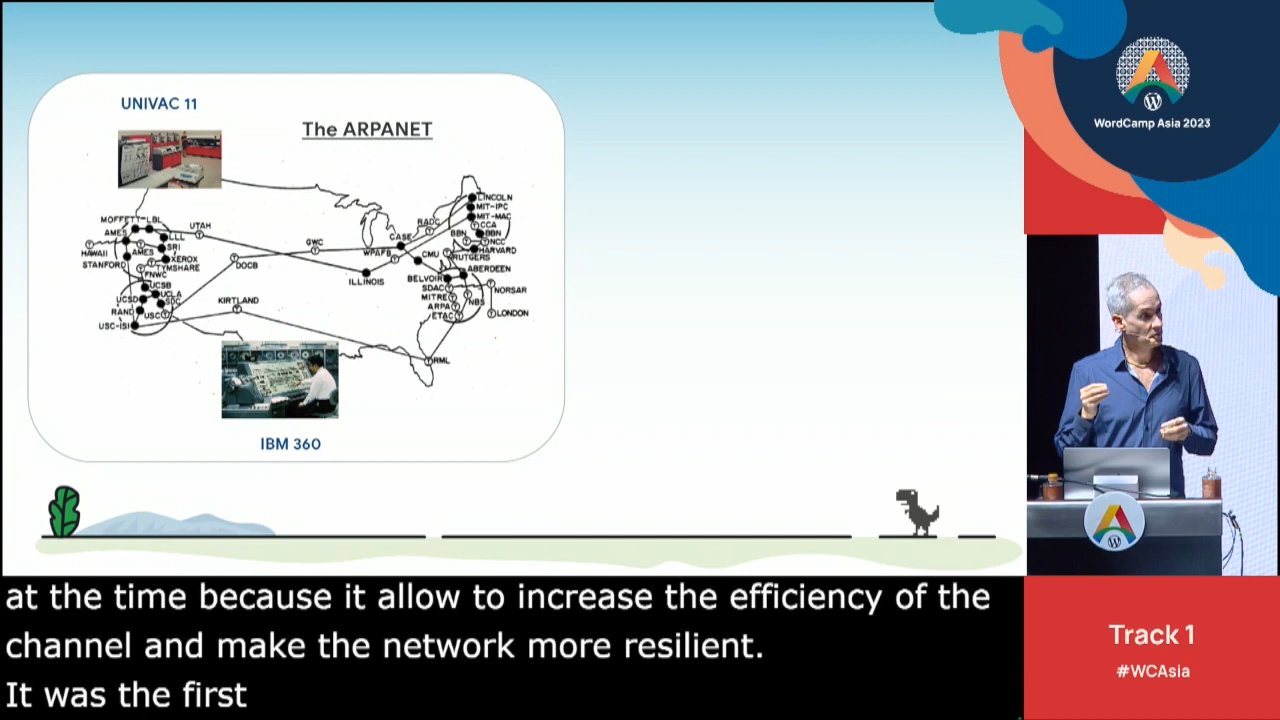 UNIVAC 11
The ARPANET
LINCOLN
MIT-IPC
MIT-MAC
CCA
BBN
BBN
NCC
HARVARD
RUTGERS
ABERDEEN
NORSAR
LONDON
MOFFETT
LBL
AMES
UTAH
LLL
SRI
HAWAII
AMES
XEROX
STANFORD
TYMSHARE
FNWC
UCSB
UCLA
UCSD
SDC
RAND
USC
USC-ISI
DOCB
KIRTLAND
GWC
ILLINOIS
WPAFB
CASE
RADC
CMU
BELVOIR
SDAC
MITRE
ARPA
ETAC
NBS
RML
IBM 360
WordCamp Asia 2023
at the time because it allow to increase the efficiency of the
channel and make the network more resilient.
It was the first
Track 1
#WCAsia